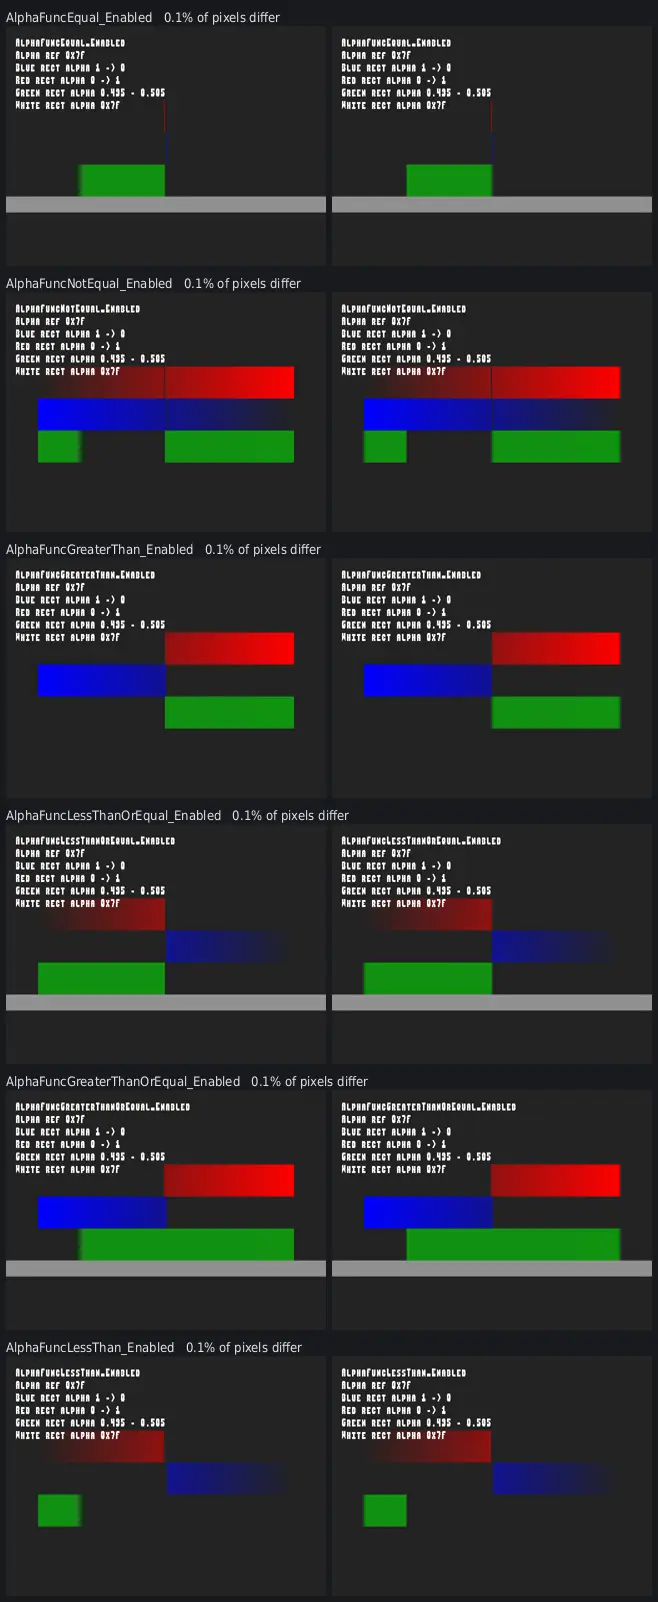 AlphaFuncEqual_Enabled 0.1% of pixels differ
AlphaFuncEqual_Enabled
Alpha ref 0x7f
Blue rect alpha 1 -> 0
Red rect alpha 0 -> 1
Green rect alpha 0.495 - 0.505
White rect alpha 0x7f
AlphaFuncEqual_Enabled
Alpha ref 0x7f
Blue rect alpha 1 -> 0
Red rect alpha 0 -> 1
Green rect alpha 0.495 - 0.505
White rect alpha 0x7f
AlphaFuncNotEqual_Enabled 0.1% of pixels differ
AlphaFuncNotEqual_Enabled
Alpha ref 0x7f
Blue rect alpha 1 -> 0
Red rect alpha 0 -> 1
Green rect alpha 0.495 - 0.505
White rect alpha 0x7f
AlphaFuncNotEqual_Enabled
Alpha ref 0x7f
Blue rect alpha 1 -> 0
Red rect alpha 0 -> 1
Green rect alpha 0.495 - 0.505
White rect alpha 0x7f
AlphaFuncGreaterThan_Enabled 0.1% of pixels differ
AlphaFuncGreaterThan_Enabled
Alpha ref 0x7f
Blue rect alpha 1 -> 0
Red rect alpha 0 -> 1
Green rect alpha 0.495 - 0.505
White rect alpha 0x7f
AlphaFuncGreaterThan_Enabled
Alpha ref 0x7f
Blue rect alpha 1 -> 0
Red rect alpha 0 -> 1
Green rect alpha 0.495 - 0.505
White rect alpha 0x7f
AlphaFuncLessThanOrEqual_Enabled 0.1% of pixels differ
AlphaFuncLessThanOrEqual_Enabled
Alpha ref 0x7f
Blue rect alpha 1 -> 0
Red rect alpha 0 -> 1
Green rect alpha 0.495 - 0.505
White rect alpha 0x7f
AlphaFuncLessThanOrEqual_Enabled
Alpha ref 0x7f
Blue rect alpha 1 -> 0
Red rect alpha 0 -> 1
Green rect alpha 0.495 - 0.505
White rect alpha 0x7f
AlphaFuncGreaterThanOrEqual_Enabled 0.1% of pixels differ
AlphaFuncGreaterThanOrEqual_Enabled
Alpha ref 0x7f
Blue rect alpha 1 -> 0
Red rect alpha 0 -> 1
Green rect alpha 0.495 - 0.505
White rect alpha 0x7f
AlphaFuncGreaterThanOrEqual_Enabled
Alpha ref 0x7f
Blue rect alpha 1 -> 0
Red rect alpha 0 -> 1
Green rect alpha 0.495 - 0.505
White rect alpha 0x7f
AlphaFuncLessThan_Enabled 0.1% of pixels differ
AlphaFuncLessThan_Enabled
Alpha ref 0x7f
Blue rect alpha 1 -> 0
Red rect alpha 0 -> 1
Green rect alpha 0.495 - 0.505
White rect alpha 0x7f
AlphaFuncLessThan_Enabled
Alpha ref 0x7f
Blue rect alpha 1 -> 0
Red rect alpha 0 -> 1
Green rect alpha 0.495 - 0.505
White rect alpha 0x7f